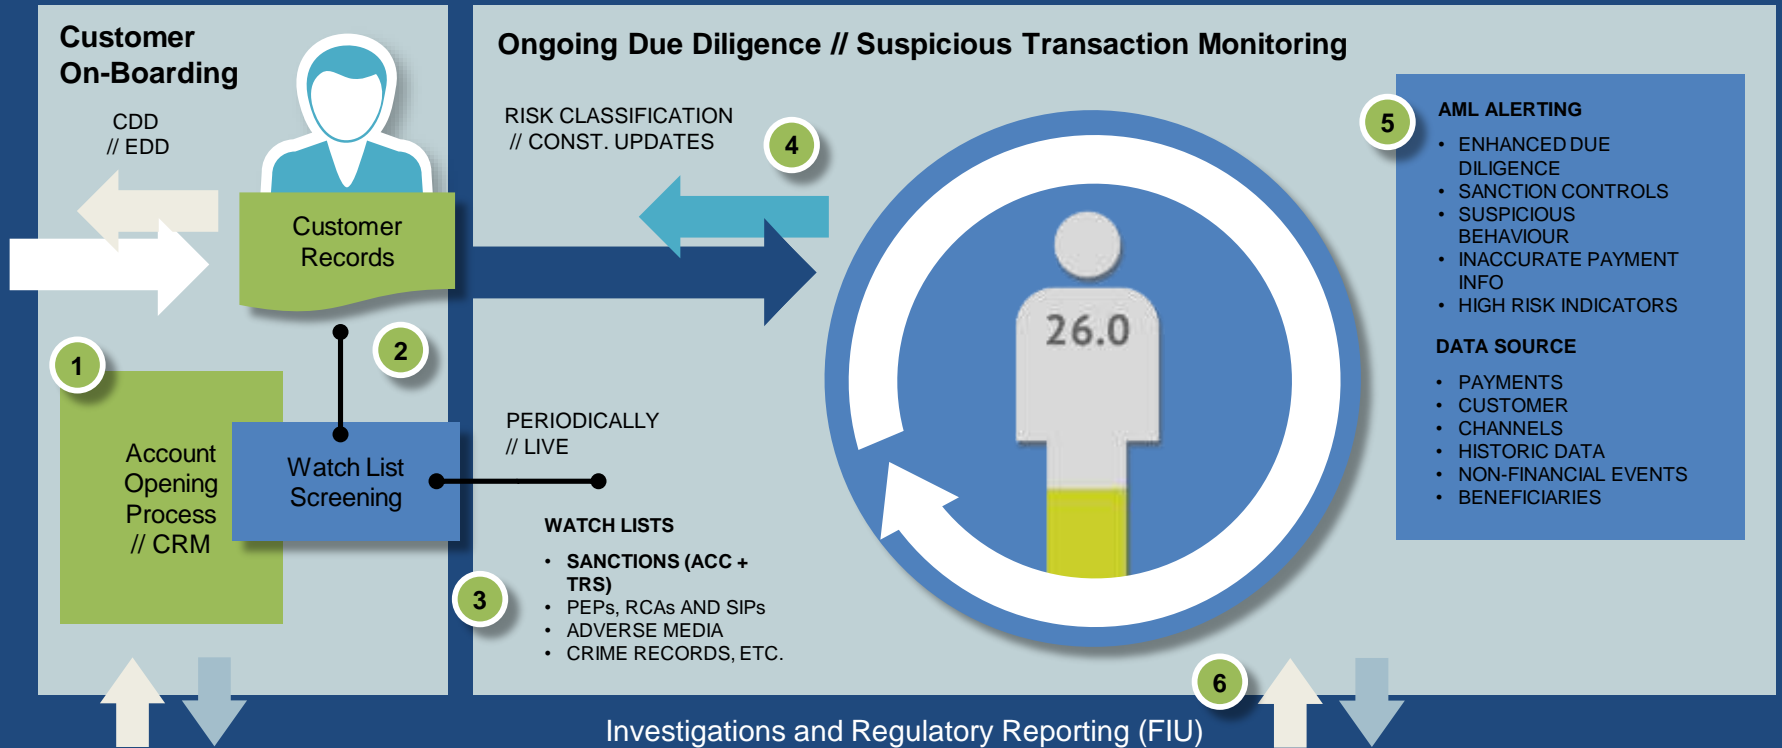 Customer
On-Boarding
CDD
// EDD
Customer
Records
1
2
Account
Opening
Process
// CRM
Watch List
Screening
Ongoing Due Diligence // Suspicious Transaction Monitoring
RISK CLASSIFICATION
// CONST. UPDATES
4
PERIODICALLY
// LIVE
WATCH LISTS
• SANCTIONS (ACC +
TRS)
• PEPs, RCAs AND SIPs
• ADVERSE MEDIA
• CRIME RECORDS, ETC.
3
26.0
5
AML ALERTING
• ENHANCED DUE
DILIGENCE
• SANCTION CONTROLS
• SUSPICIOUS
BEHAVIOUR
• INACCURATE PAYMENT
INFO
• HIGH RISK INDICATORS
DATA SOURCE
• PAYMENTS
• CUSTOMER
• CHANNELS
• HISTORIC DATA
• NON-FINANCIAL EVENTS
• BENEFICIARIES
6
Investigations and Regulatory Reporting (FIU)